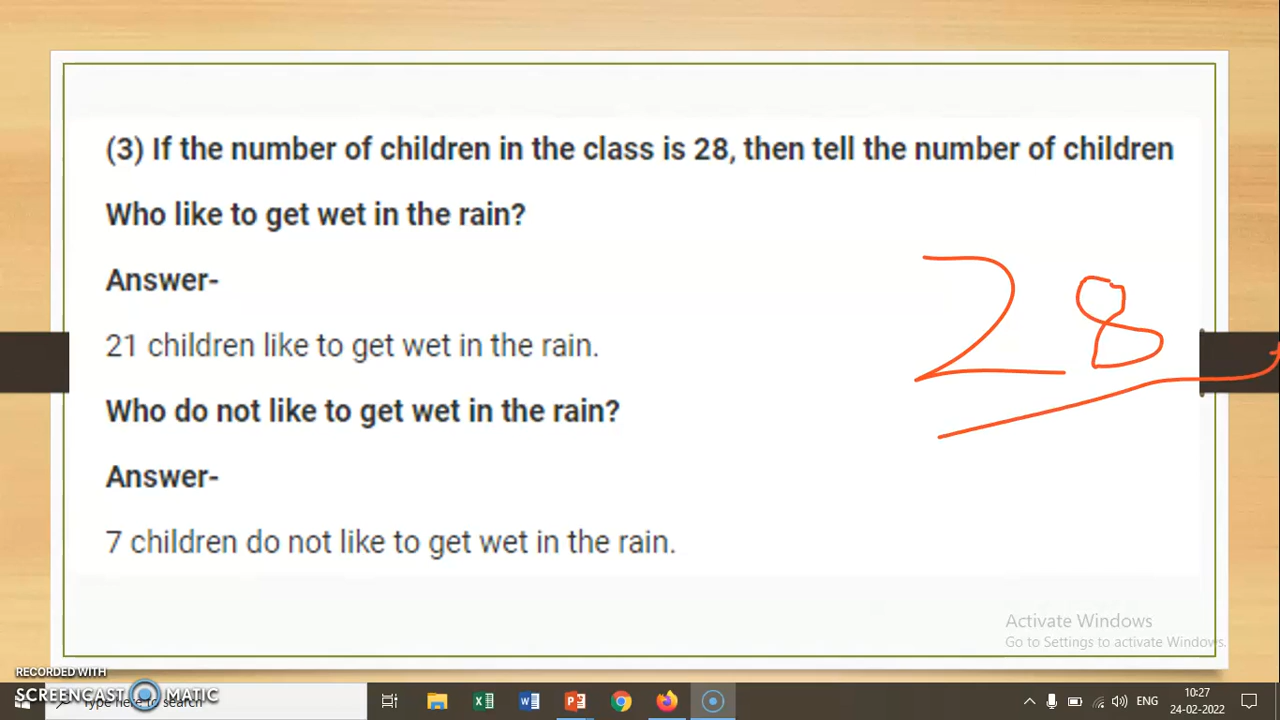 (3) If the number of children in the class is 28, then tell the number of children
Who like to get wet in the rain?
Answer-
21 children like to get wet in the rain.
Who do not like to get wet in the rain?
Answer-
7 children do not like to get wet in the rain.
28
Activate Windows
Go to Settings to activate Windows.
RECORDED WITH
SCREENCAST MATIC
Type here to search
ENG
10:27
24-02-2022